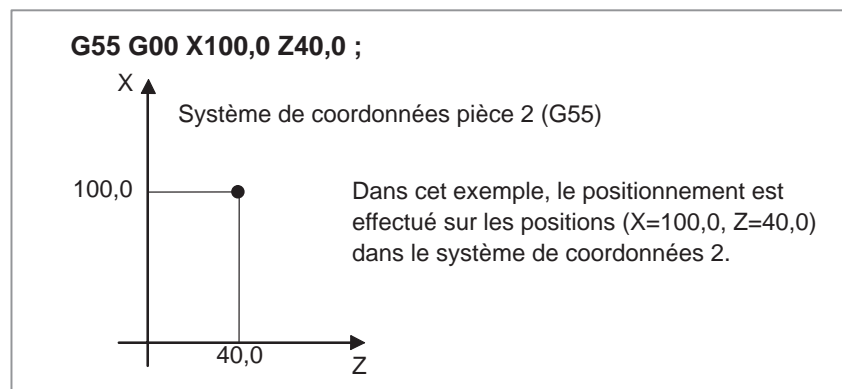 G55 G00 X100,0 Z40,0 ;
X
Système de coordonnées pièce 2 (G55)
100,0
Dans cet exemple, le positionnement est
effectué sur les positions (X=100,0, Z=40,0)
dans le système de coordonnées 2.
40,0
Z